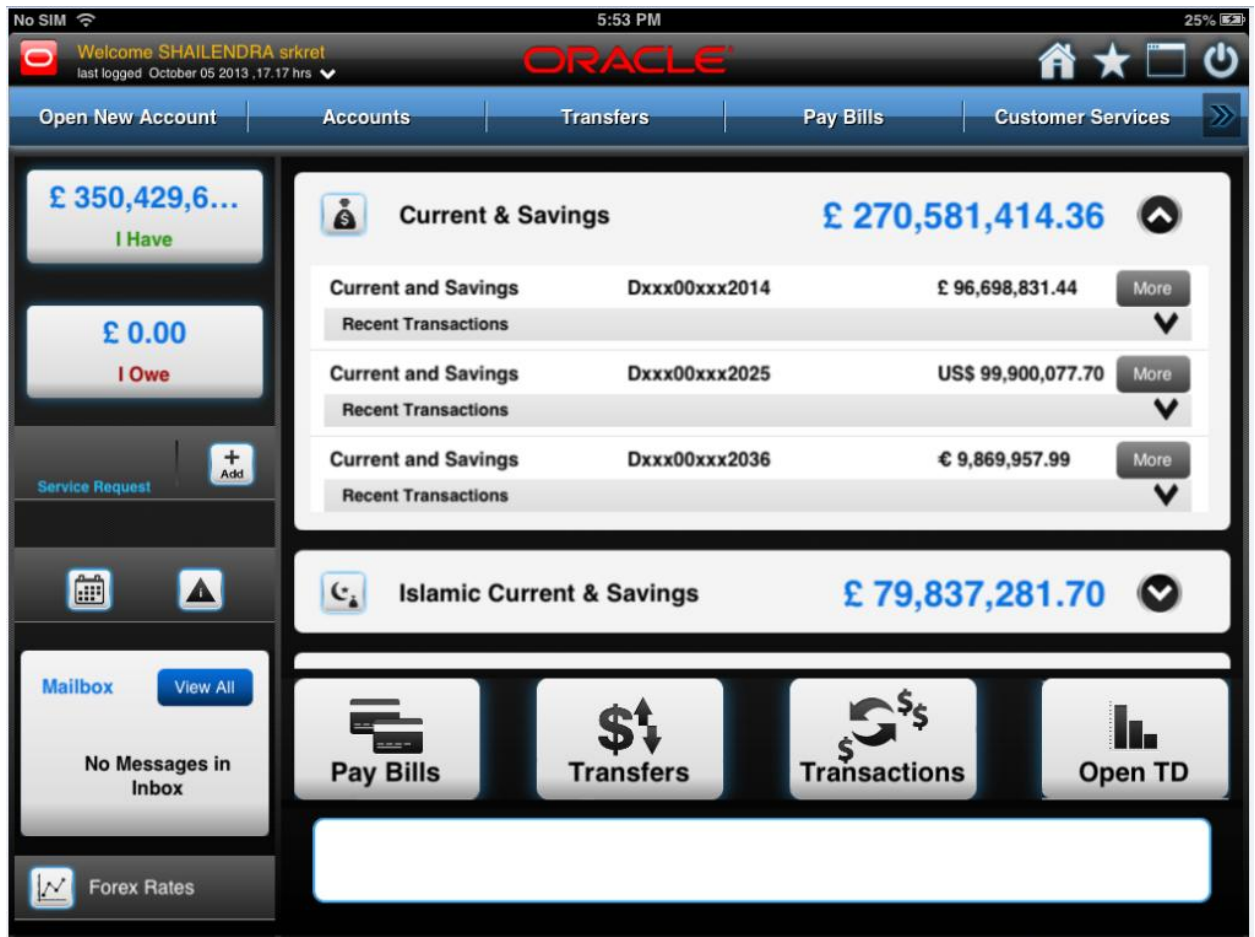 No SIM 5:53 PM 25%
Welcome SHAILENDRA srkret
last logged October 05 2013 ,17.17 hrs
ORACLE
Open New Account Accounts Transfers Pay Bills Customer Services
£ 350,429,6...
I Have
£ 0.00
I Owe
Service Request
+
Add
Mailbox View All
No Messages in
Inbox
Forex Rates
Current & Savings £ 270,581,414.36
Current and Savings Dxxx00xxx2014 £ 96,698,831.44 More
Recent Transactions
Current and Savings Dxxx00xxx2025 US$ 99,900,077.70 More
Recent Transactions
Current and Savings Dxxx00xxx2036 € 9,869,957.99 More
Recent Transactions
Islamic Current & Savings £ 79,837,281.70
Pay Bills Transfers Transactions Open TD